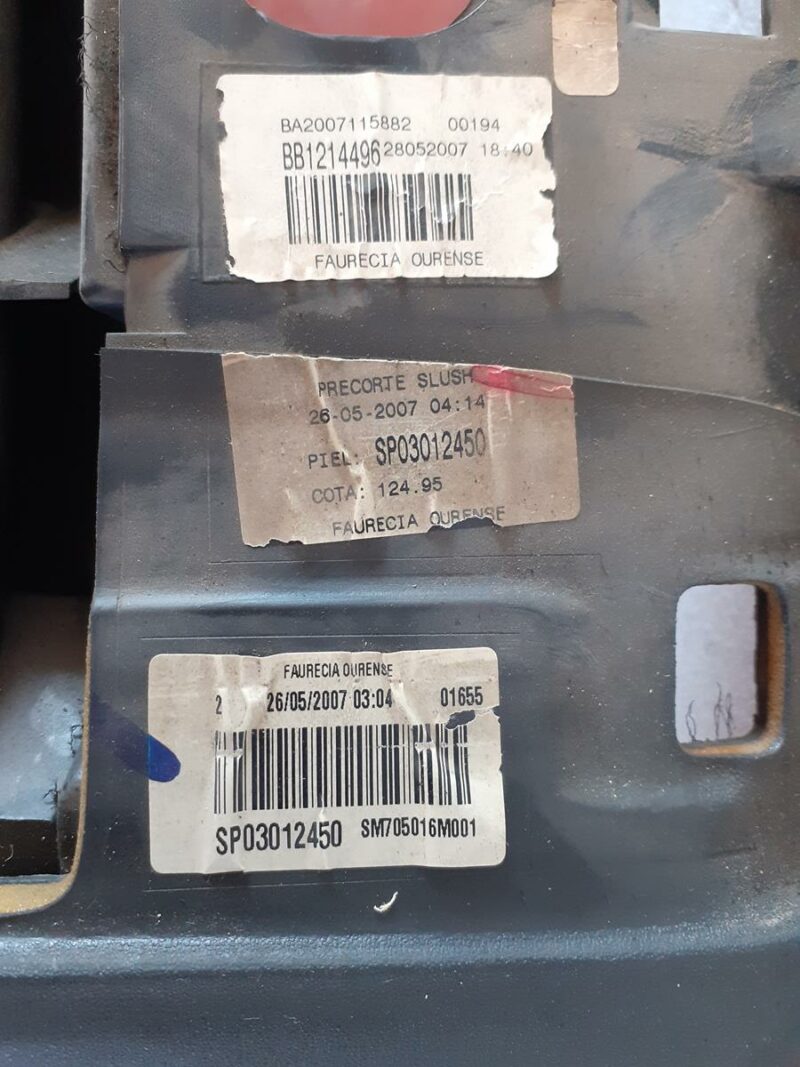 BA2007115882 00194
BB1214496 28052007 18:40
FAURECIA OURENSE
PRECORTE SLUSH
26-05-2007 04:14
PIEL: SP03012450
COTA: 124.95
FAURECIA OURENSE
FAURECIA OURENSE
2 26/05/2007 03:04 01655
SP03012450 SM705016M001